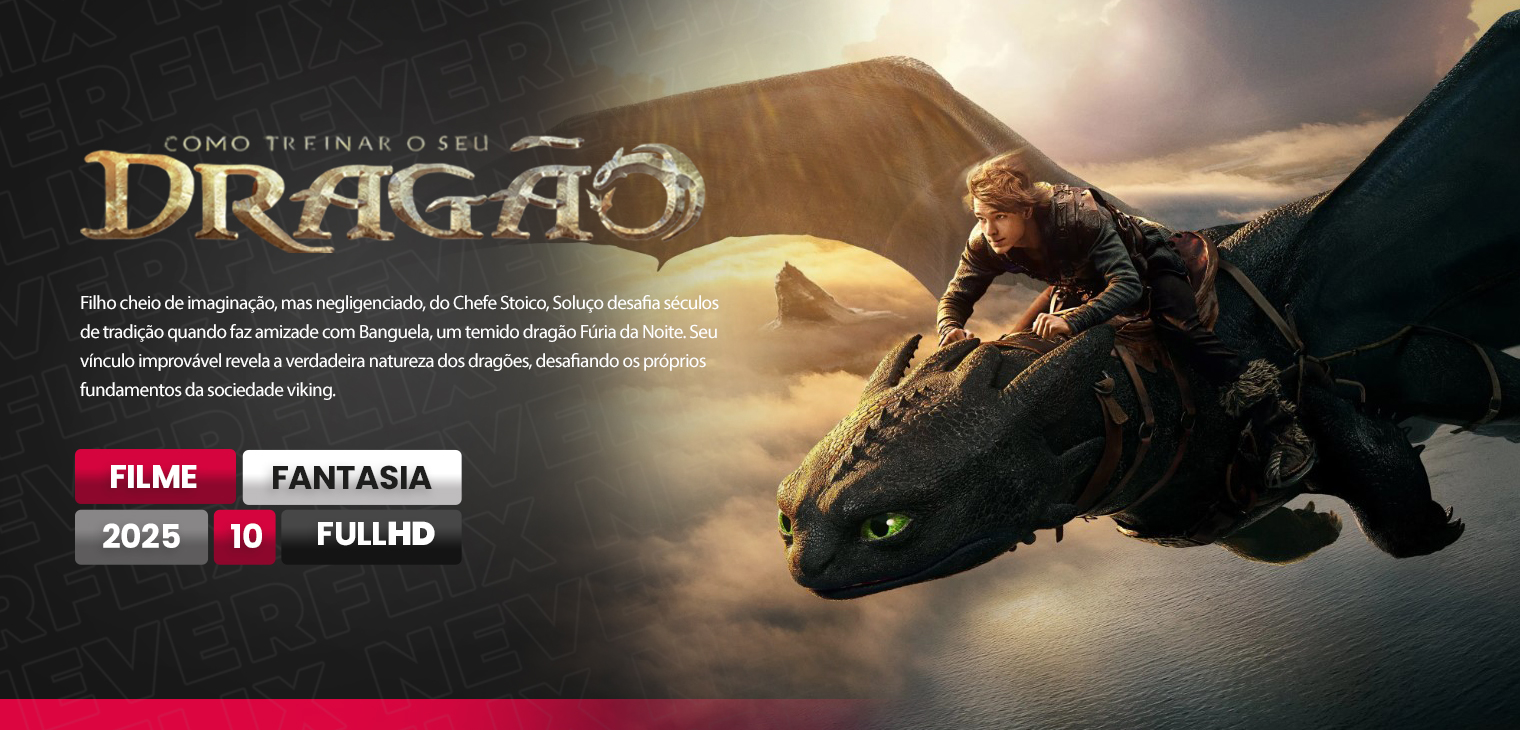 COMO TREINAR O SEU
DRAGÃO
Filho cheio de imaginação, mas negligenciado, do Chefe Stoico, Soluço desafia séculos
de tradição quando faz amizade com Banguela, um temido dragão Fúria da Noite. Seu
vínculo improvável revela a verdadeira natureza dos dragões, desafiando os próprios
fundamentos da sociedade viking.
FILME
FANTASIA
2025
10
FULLHD
NEVERFLIX